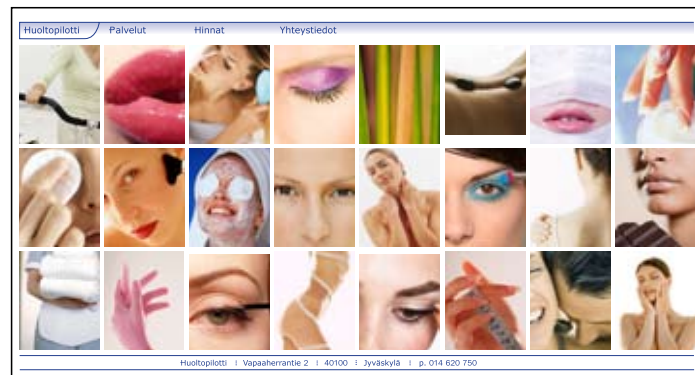 Huoltopilotti Palvelut Hinnat Yhteystiedot
Huoltopilotti | Vapaaherrantie 2 | 40100 : Jyväskylä | p. 014 620 750